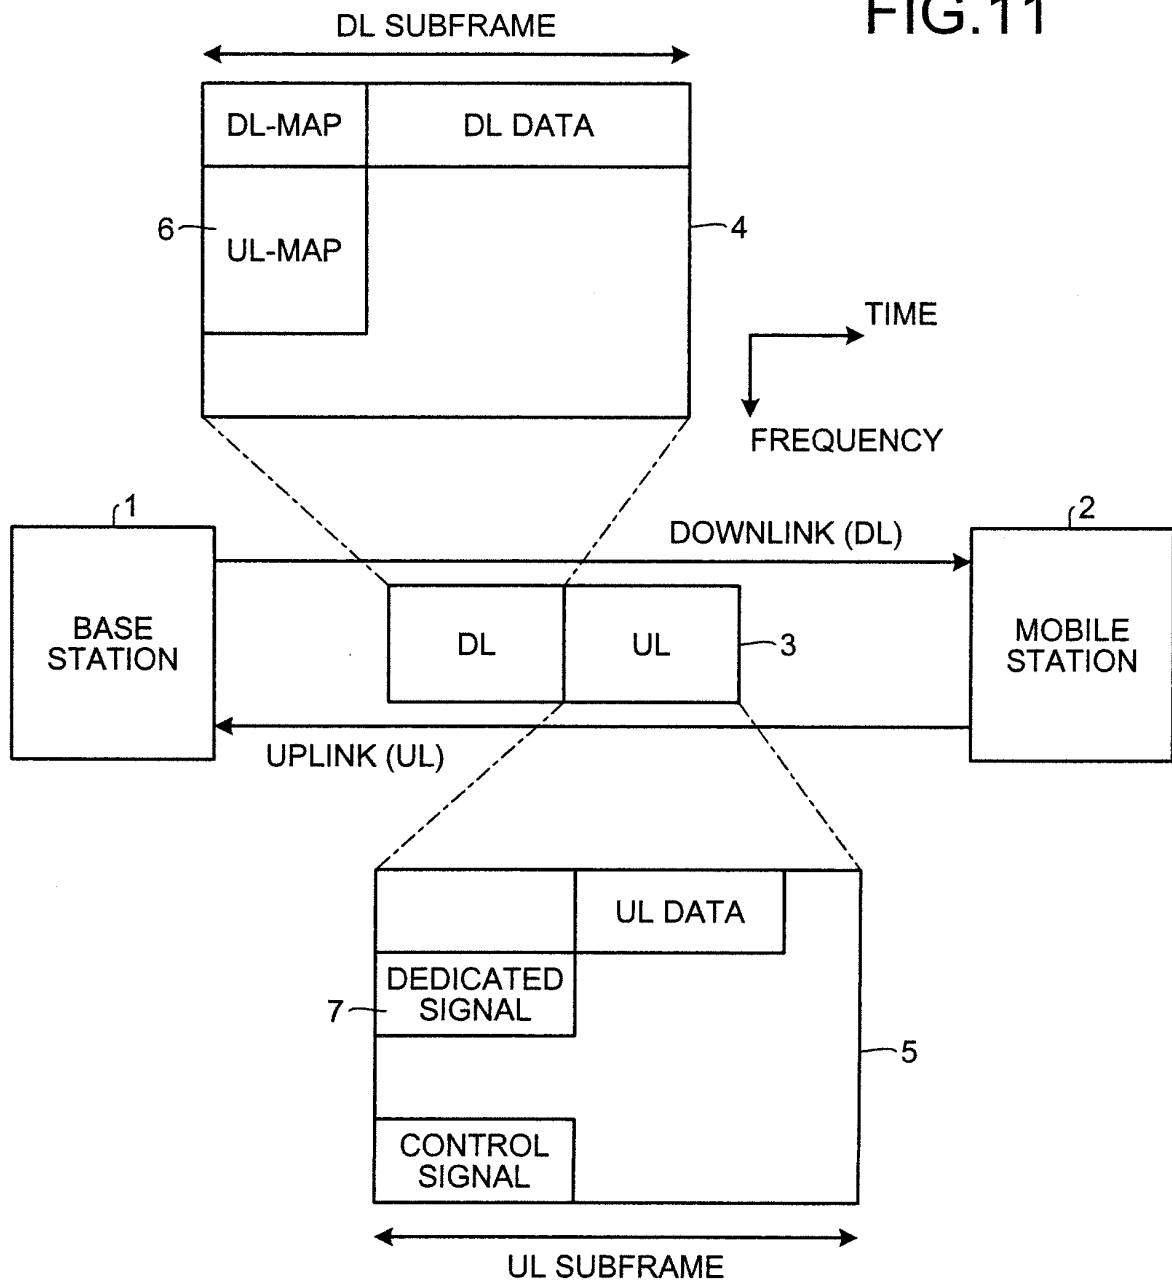 FIG.11
DL SUBFRAME
DL-MAP
DL DATA
6
UL-MAP
4
TIME
FREQUENCY
1
2
DOWNLINK (DL)
BASE
STATION
DL
UL
3
MOBILE
STATION
UPLINK (UL)
UL DATA
DEDICATED
SIGNAL
7
5
CONTROL
SIGNAL
UL SUBFRAME